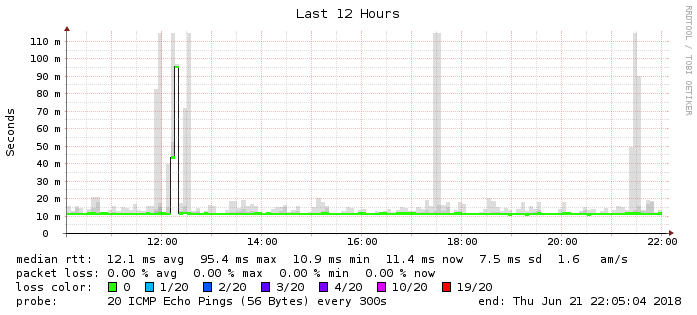 Last 12 Hours
RRDTOOL / TOBI OETIKER
Seconds
110 m
100 m
90 m
80 m
70 m
60 m
50 m
40 m
30 m
20 m
10 m
0
12:00 14:00 16:00 18:00 20:00 22:00
median rtt: 12.1 ms avg 95.4 ms max 10.9 ms min 11.4 ms now 7.5 ms sd 1.6 am/s
packet loss: 0.00 % avg 0.00 % max 0.00 % min 0.00 % now
loss color: 0 1/20 2/20 3/20 4/20 10/20 19/20
probe: 20 ICMP Echo Pings (56 Bytes) every 300s end: Thu Jun 21 22:05:04 2018